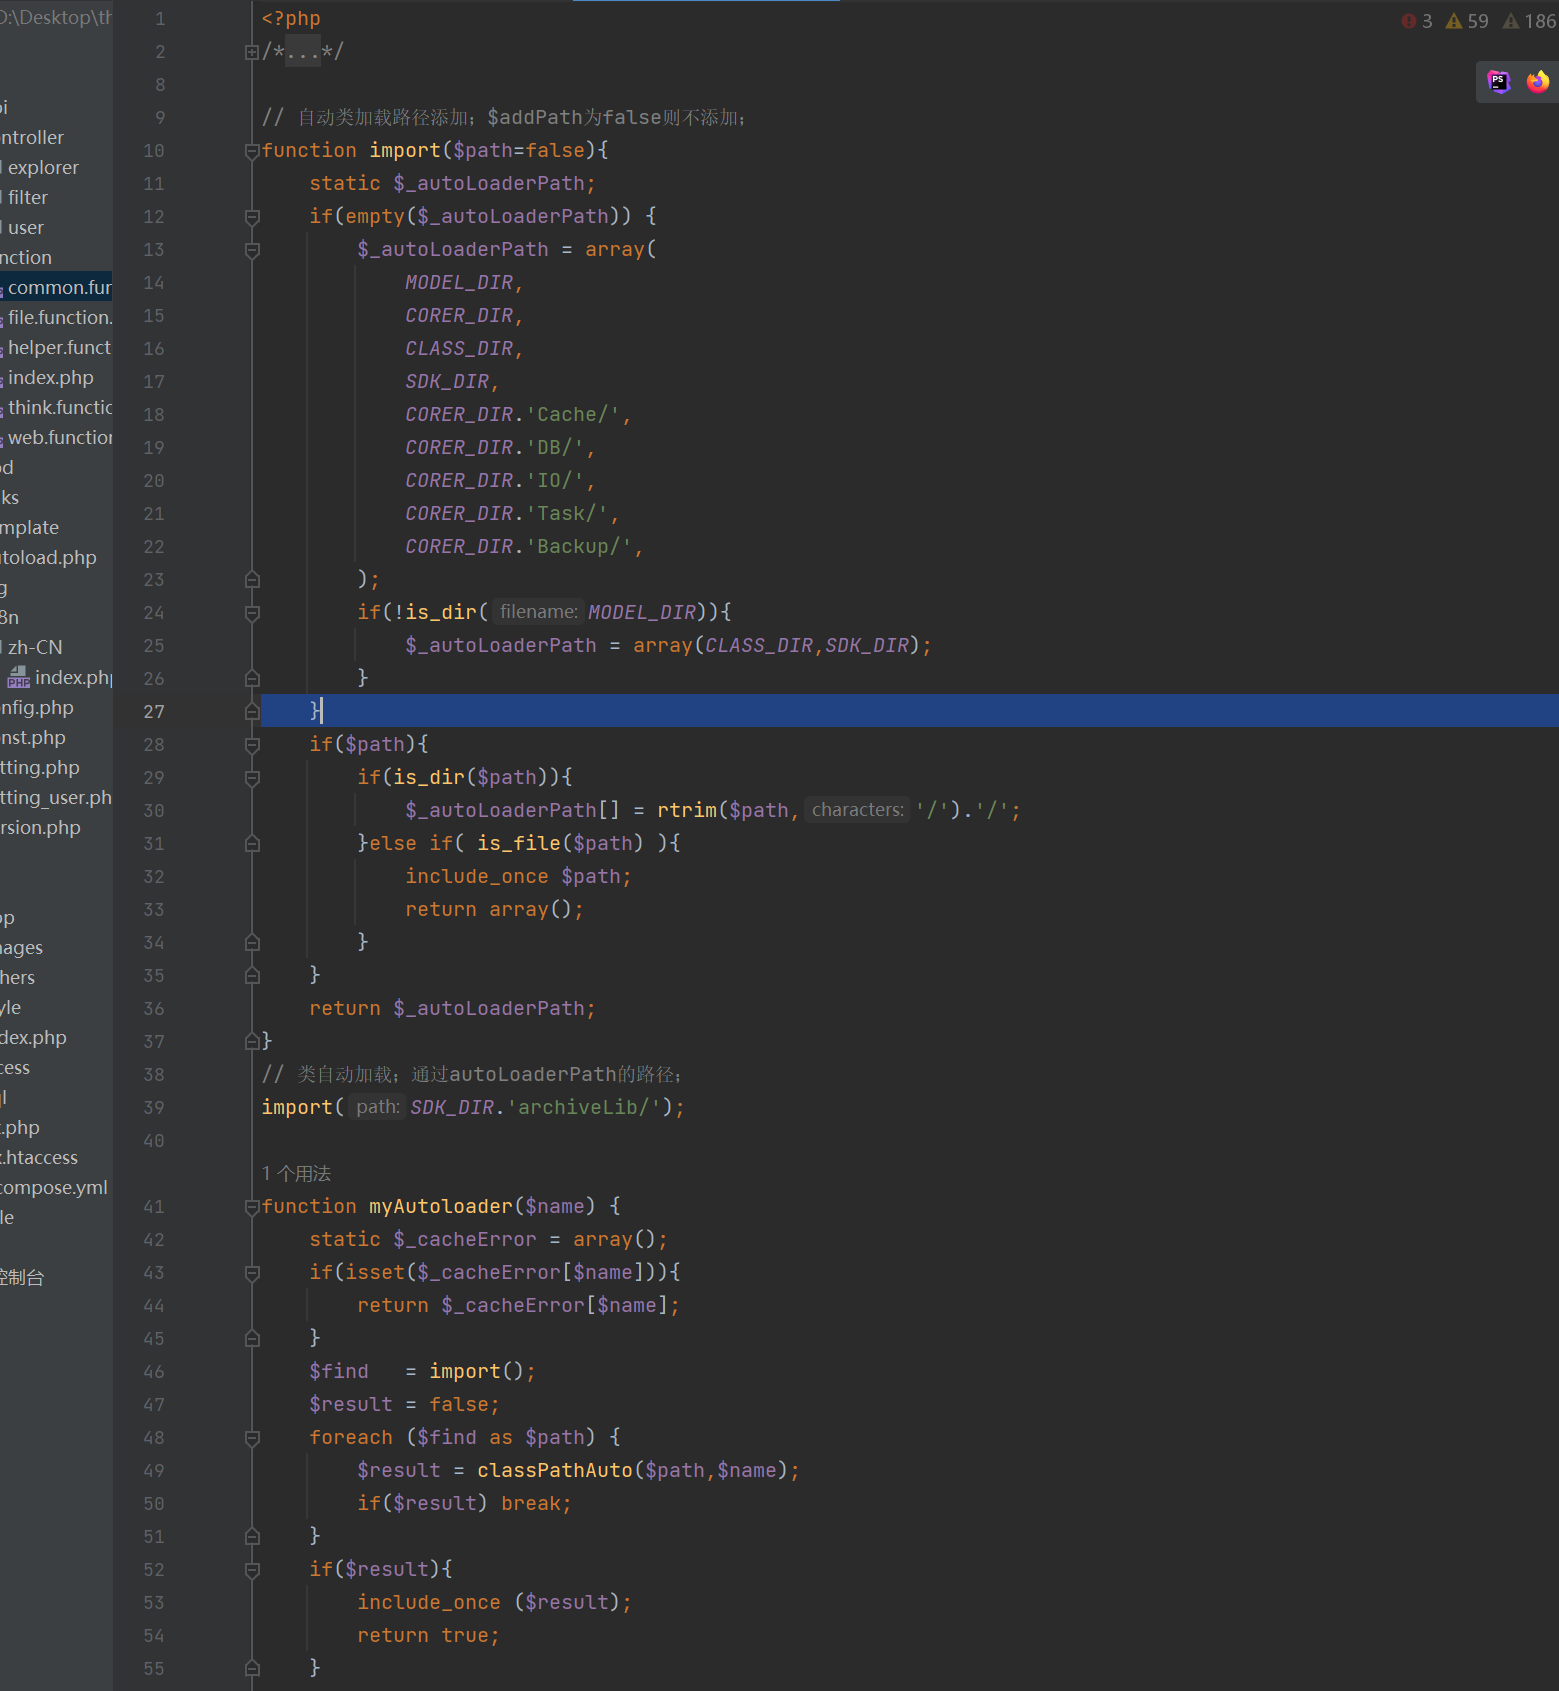 D:\Desktop\th
ontroller
explorer
filter
user
nction
common.fur
file.function.
helper.funct
index.php
think.functic
web.function
od
ks
mplate
utoload.php
g
8n
zh-CN
index.php
nfig.php
nst.php
tting.php
tting_user.ph
rsion.php
op
nages
hers
yle
dex.php
cess
.php
x.htaccess
compose.yml
le
控制台
3 59 186
1 <?php
2 /*...*/
8
9 // 自动类加载路径添加; $addPath为false则不添加;
10 function import($path=false){
11 static $_autoLoaderPath;
12 if(empty($_autoLoaderPath)) {
13 $_autoLoaderPath = array(
14 MODEL_DIR,
15 CORER_DIR,
16 CLASS_DIR,
17 SDK_DIR,
18 CORER_DIR.'Cache/',
19 CORER_DIR.'DB/',
20 CORER_DIR.'IO/',
21 CORER_DIR.'Task/',
22 CORER_DIR.'Backup/',
23 );
24 if(!is_dir( filename: MODEL_DIR)){
25 $_autoLoaderPath = array(CLASS_DIR,SDK_DIR);
26 }
27 }
28 if($path){
29 if(is_dir($path)){
30 $_autoLoaderPath[] = rtrim($path, characters: '/').'/';
31 }else if( is_file($path) ){
32 include_once $path;
33 return array();
34 }
35 }
36 return $_autoLoaderPath;
37 }
38 // 类自动加载; 通过autoLoaderPath的路径;
39 import( path: SDK_DIR.'archiveLib/');
40
1 个用法
41 function myAutoloader($name) {
42 static $_cacheError = array();
43 if(isset($_cacheError[$name])){
44 return $_cacheError[$name];
45 }
46 $find   = import();
47 $result = false;
48 foreach ($find as $path) {
49 $result = classPathAuto($path,$name);
50 if($result) break;
51 }
52 if($result){
53 include_once ($result);
54 return true;
55 }